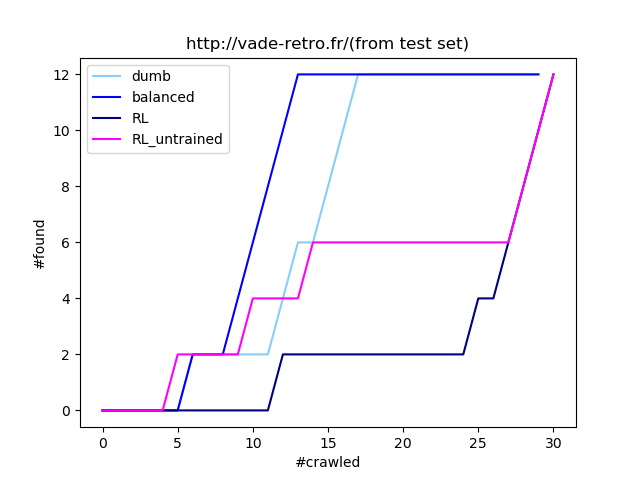 http://vade-retro.fr/(from test set)
dumb
balanced
RL
RL_untrained
12
10
8
6
4
2
0
#found
0 5 10 15 20 25 30
#crawled